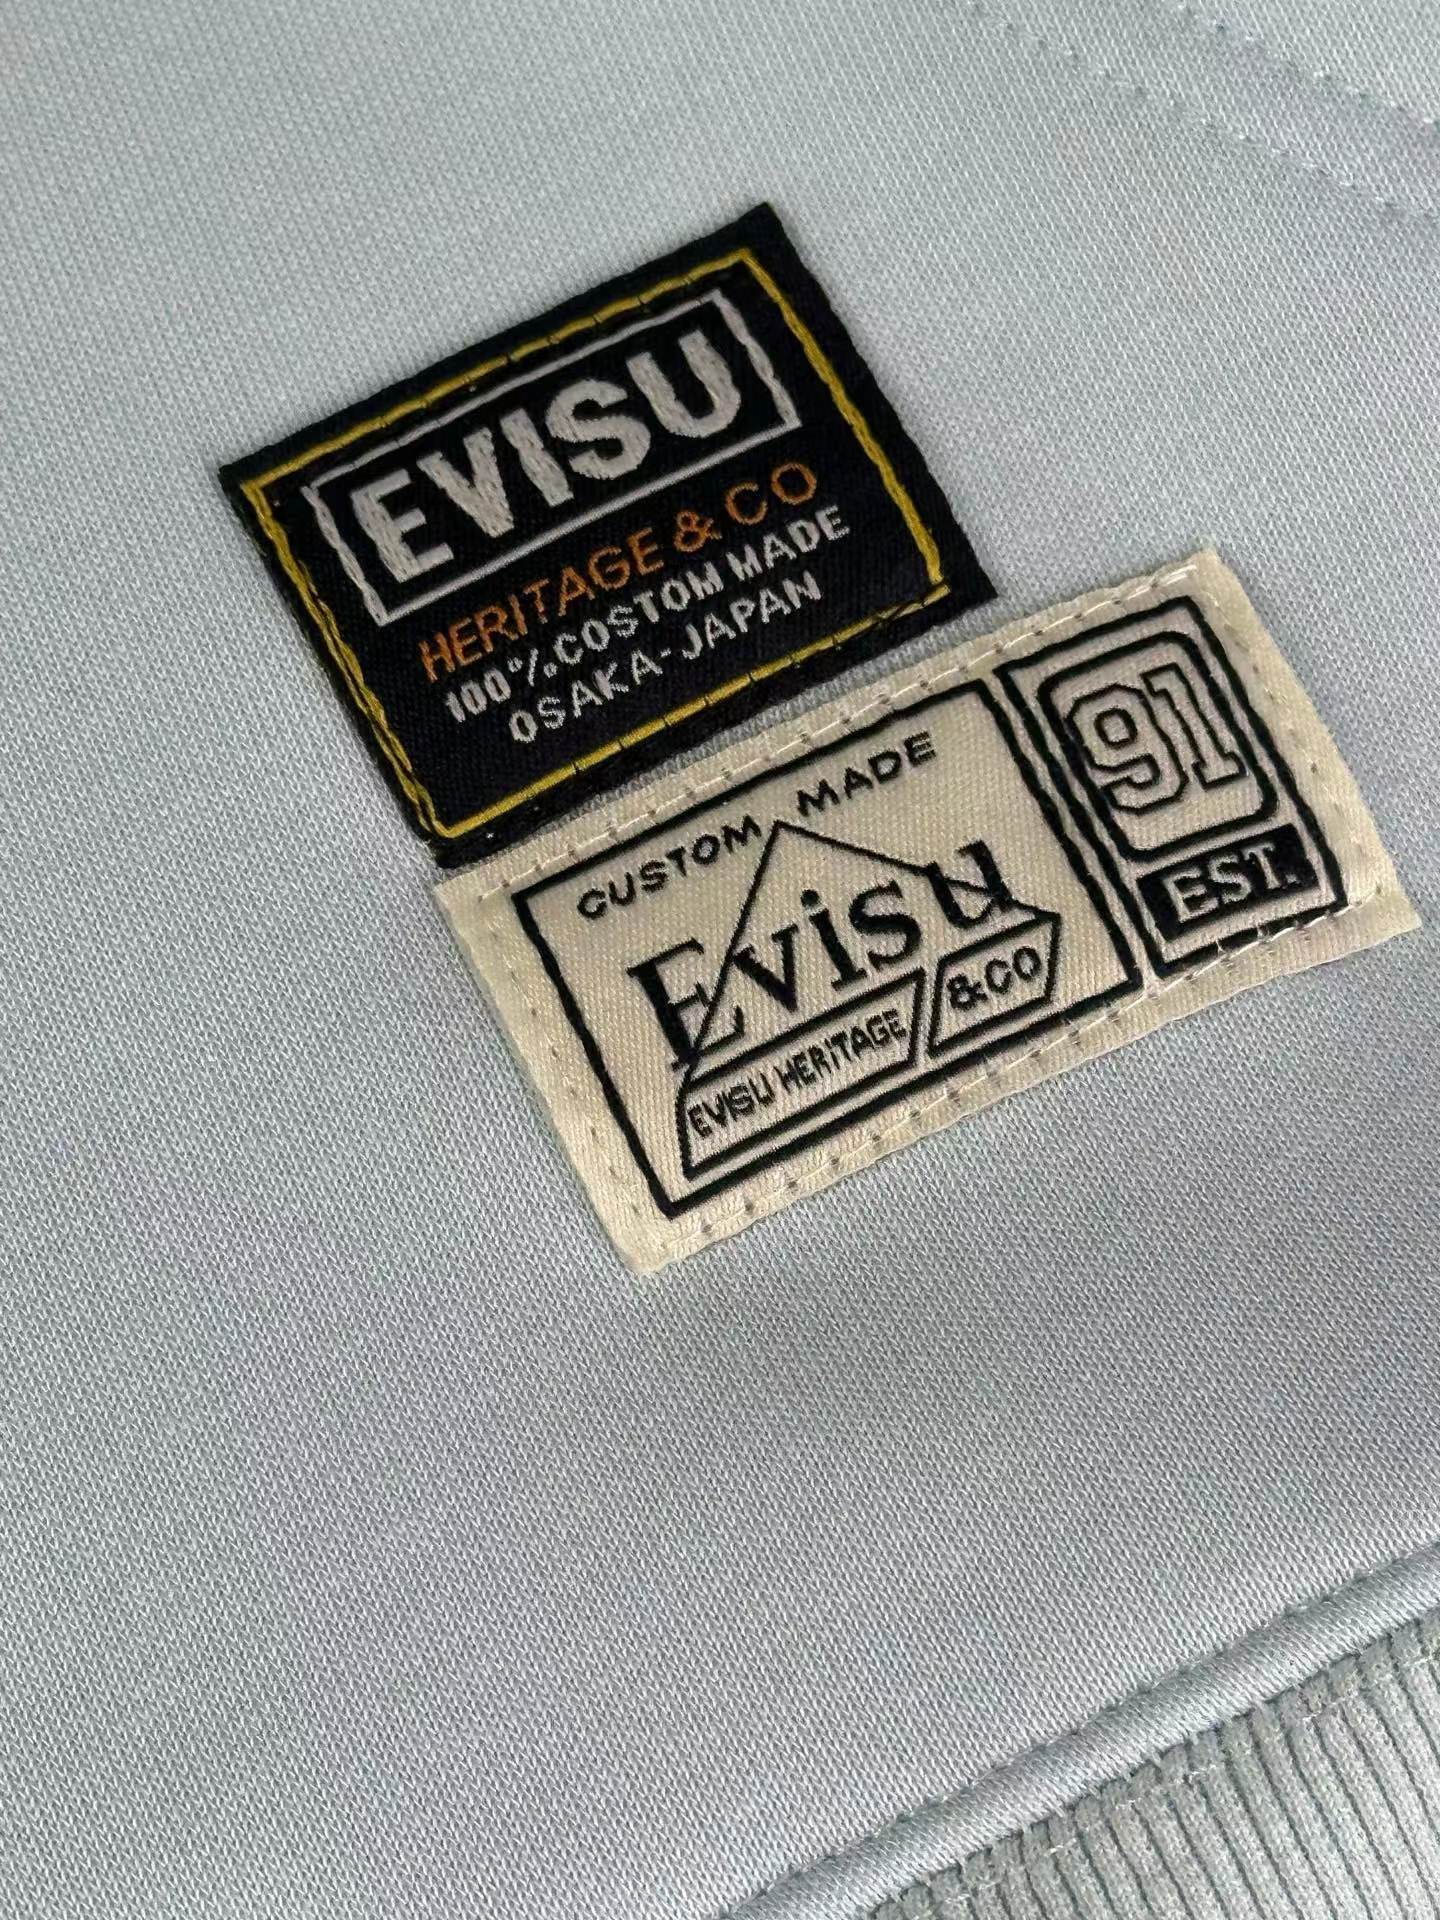 EVISU
HERITAGE & CO
100% COSTOM MADE
OSAKA-JAPAN
CUSTOM MADE
Evisu
EVISU HERITAGE
&CO
91
EST.